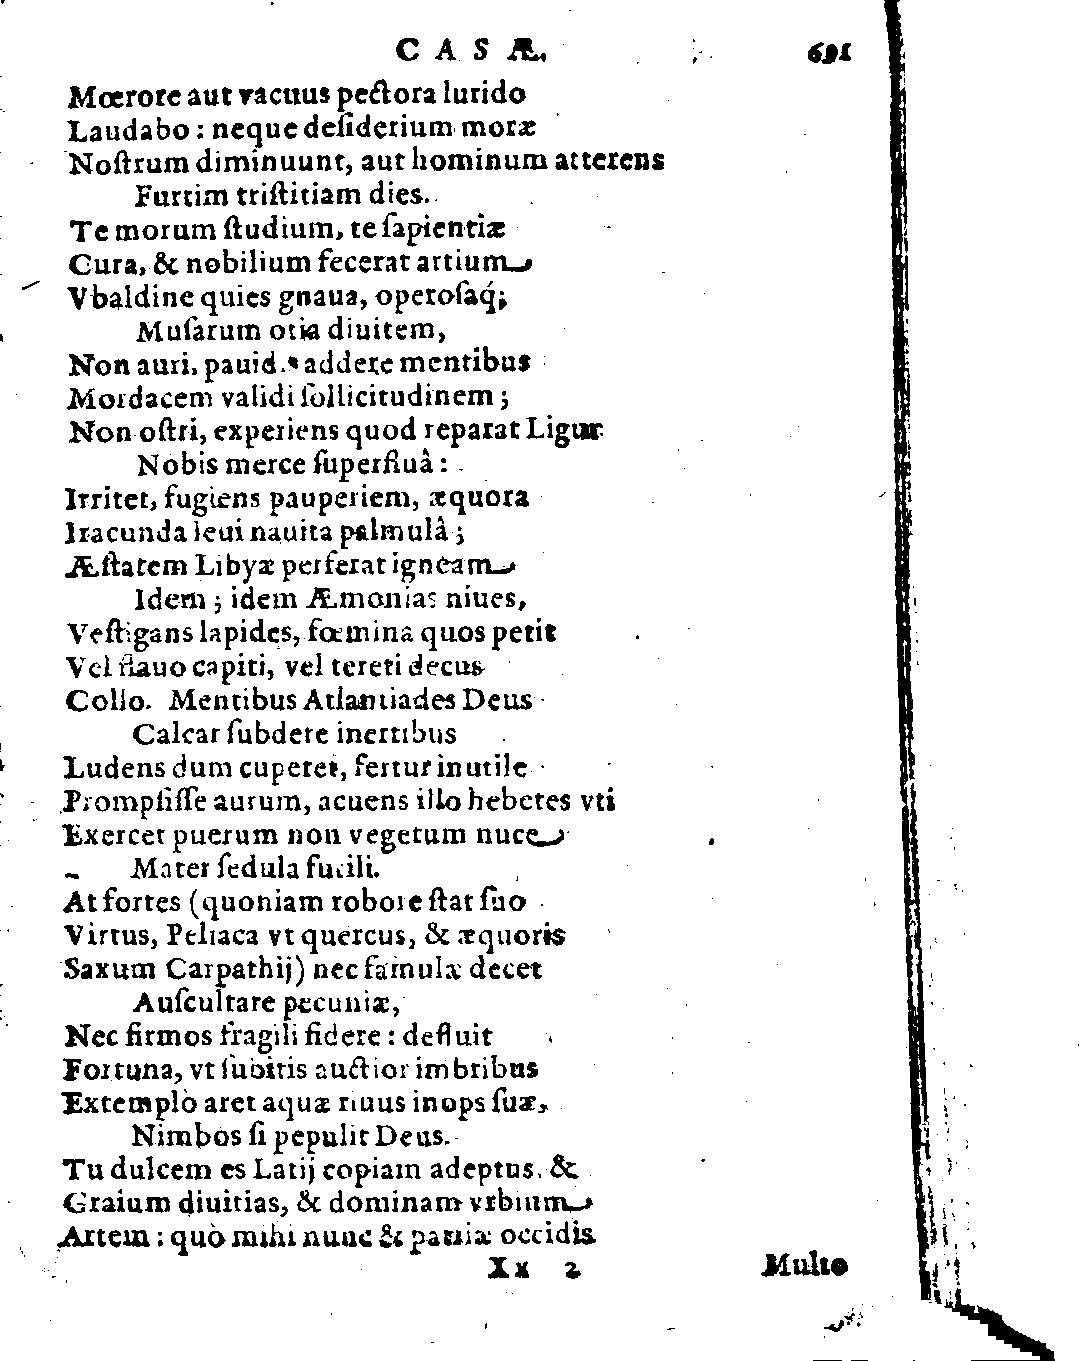 CASÆ. 691
Mœrore aut vacuus pectora lurido
Laudabo: neque deſiderium moræ
Noſtrum diminuunt, aut hominum atterens
Furtim triſtitiam dies.
Te morum ſtudium, te ſapientiæ
Cura, & nobilium fecerat artium
Vbaldine quies gnaua, operoſaq́;
Muſarum otia diuitem,
Non auri, pauid. addere mentibus
Mordacem validi ſollicitudinem;
Non oſtri, experiens quod reparat Ligur
Nobis merce ſuperfluâ:
Irritet, fugiens pauperiem, æquora
Iracunda leui nauita palmulâ;
Æſtatem Libyæ perferat igneam
Idem; idem Æmonias niues,
Veſtigans lapides, fœmina quos petit
Vel flauo capiti, vel tereti decus
Collo. Mentibus Atlantiades Deus
Calcar ſubdere inertibus
Ludens dum cuperet, fertur inutile
Prompſiſſe aurum, acuens illo hebetes vti
Exercet puerum non vegetum nuce
Mater ſedula futili.
At fortes (quoniam robore ſtat ſuo
Virtus, Peliaca vt quercus, & æquoris
Saxum Carpathij) nec famulæ decet
Auſcultare pecuniæ,
Nec firmos fragili fidere: defluit
Fortuna, vt ſubitis auctior imbribus
Extemplò aret aquæ riuus inops ſuæ,
Nimbos ſi pepulit Deus.
Tu dulcem es Latij copiam adeptus, &
Graium diuitias, & dominam vrbium
Artem: quò mihi nunc & patriæ occidis
Xx 2 Multo